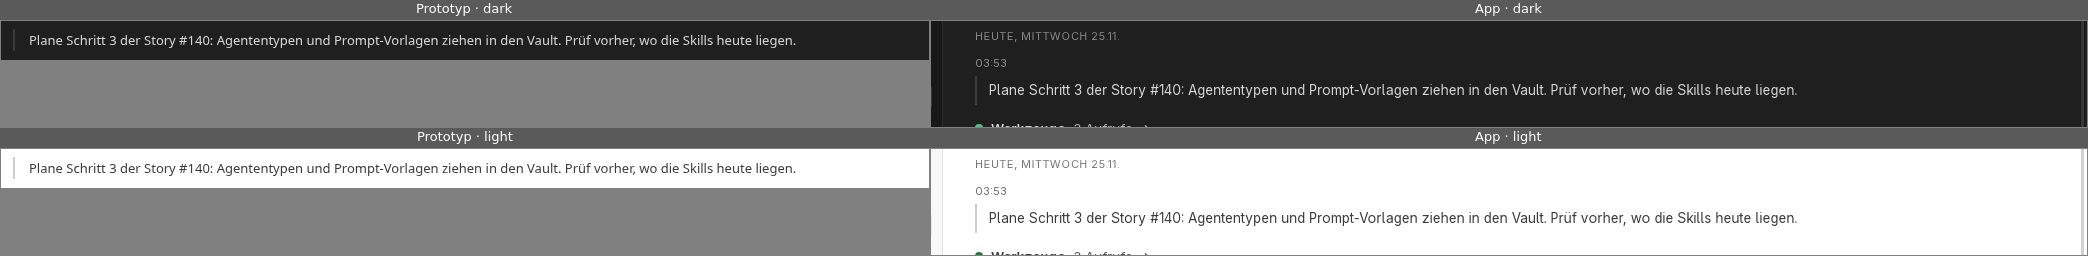 Prototyp · dark
Plane Schritt 3 der Story #140: Agententypen und Prompt-Vorlagen ziehen in den Vault. Prüf vorher, wo die Skills heute liegen.
App · dark
HEUTE, MITTWOCH 25.11.
03:53
Plane Schritt 3 der Story #140: Agententypen und Prompt-Vorlagen ziehen in den Vault. Prüf vorher, wo die Skills heute liegen.
Werkzeuge
Aufrufe
Prototyp · light
Plane Schritt 3 der Story #140: Agententypen und Prompt-Vorlagen ziehen in den Vault. Prüf vorher, wo die Skills heute liegen.
App · light
HEUTE, MITTWOCH 25.11.
03:53
Plane Schritt 3 der Story #140: Agententypen und Prompt-Vorlagen ziehen in den Vault. Prüf vorher, wo die Skills heute liegen.
Werkzeuge
Aufrufe